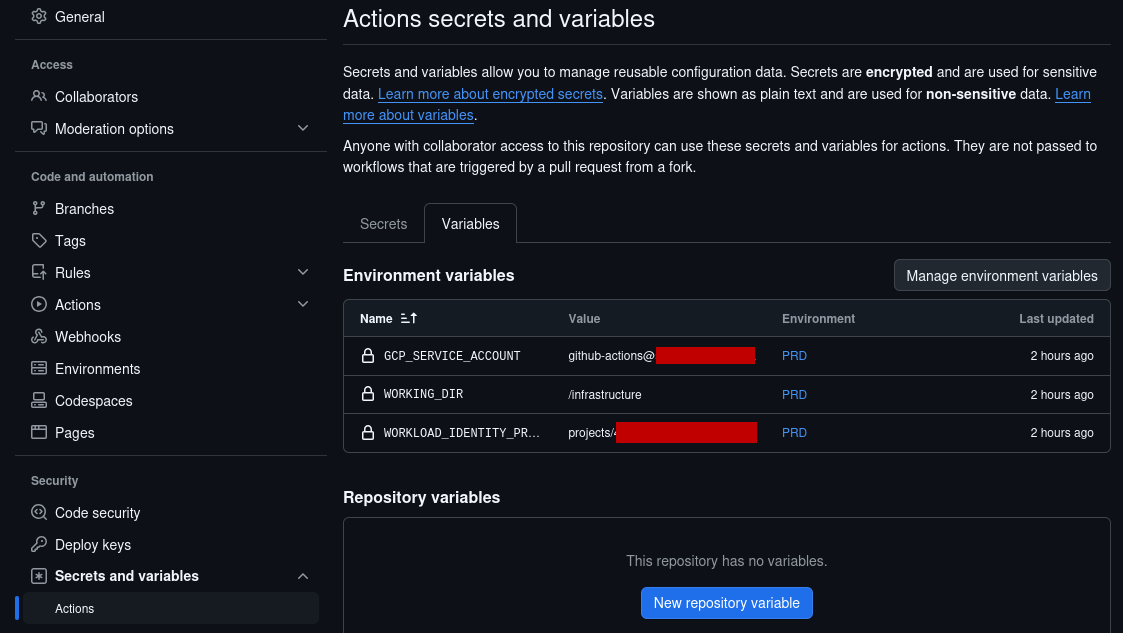 General
Access
Collaborators
Moderation options
Code and automation
Branches
Tags
Rules
Actions
Webhooks
Environments
Codespaces
Pages
Security
Code security
Deploy keys
Secrets and variables
Actions
Actions secrets and variables
Secrets and variables allow you to manage reusable configuration data. Secrets are encrypted and are used for sensitive
data. Learn more about encrypted secrets. Variables are shown as plain text and are used for non-sensitive data. Learn
more about variables.
Anyone with collaborator access to this repository can use these secrets and variables for actions. They are not passed to
workflows that are triggered by a pull request from a fork.
Secrets Variables
Environment variables Manage environment variables
Name Value Environment Last updated
GCP_SERVICE_ACCOUNT github-actions@ PRD 2 hours ago
WORKING_DIR /infrastructure PRD 2 hours ago
WORKLOAD_IDENTITY_PR... projects/ PRD 2 hours ago
Repository variables
This repository has no variables.
New repository variable